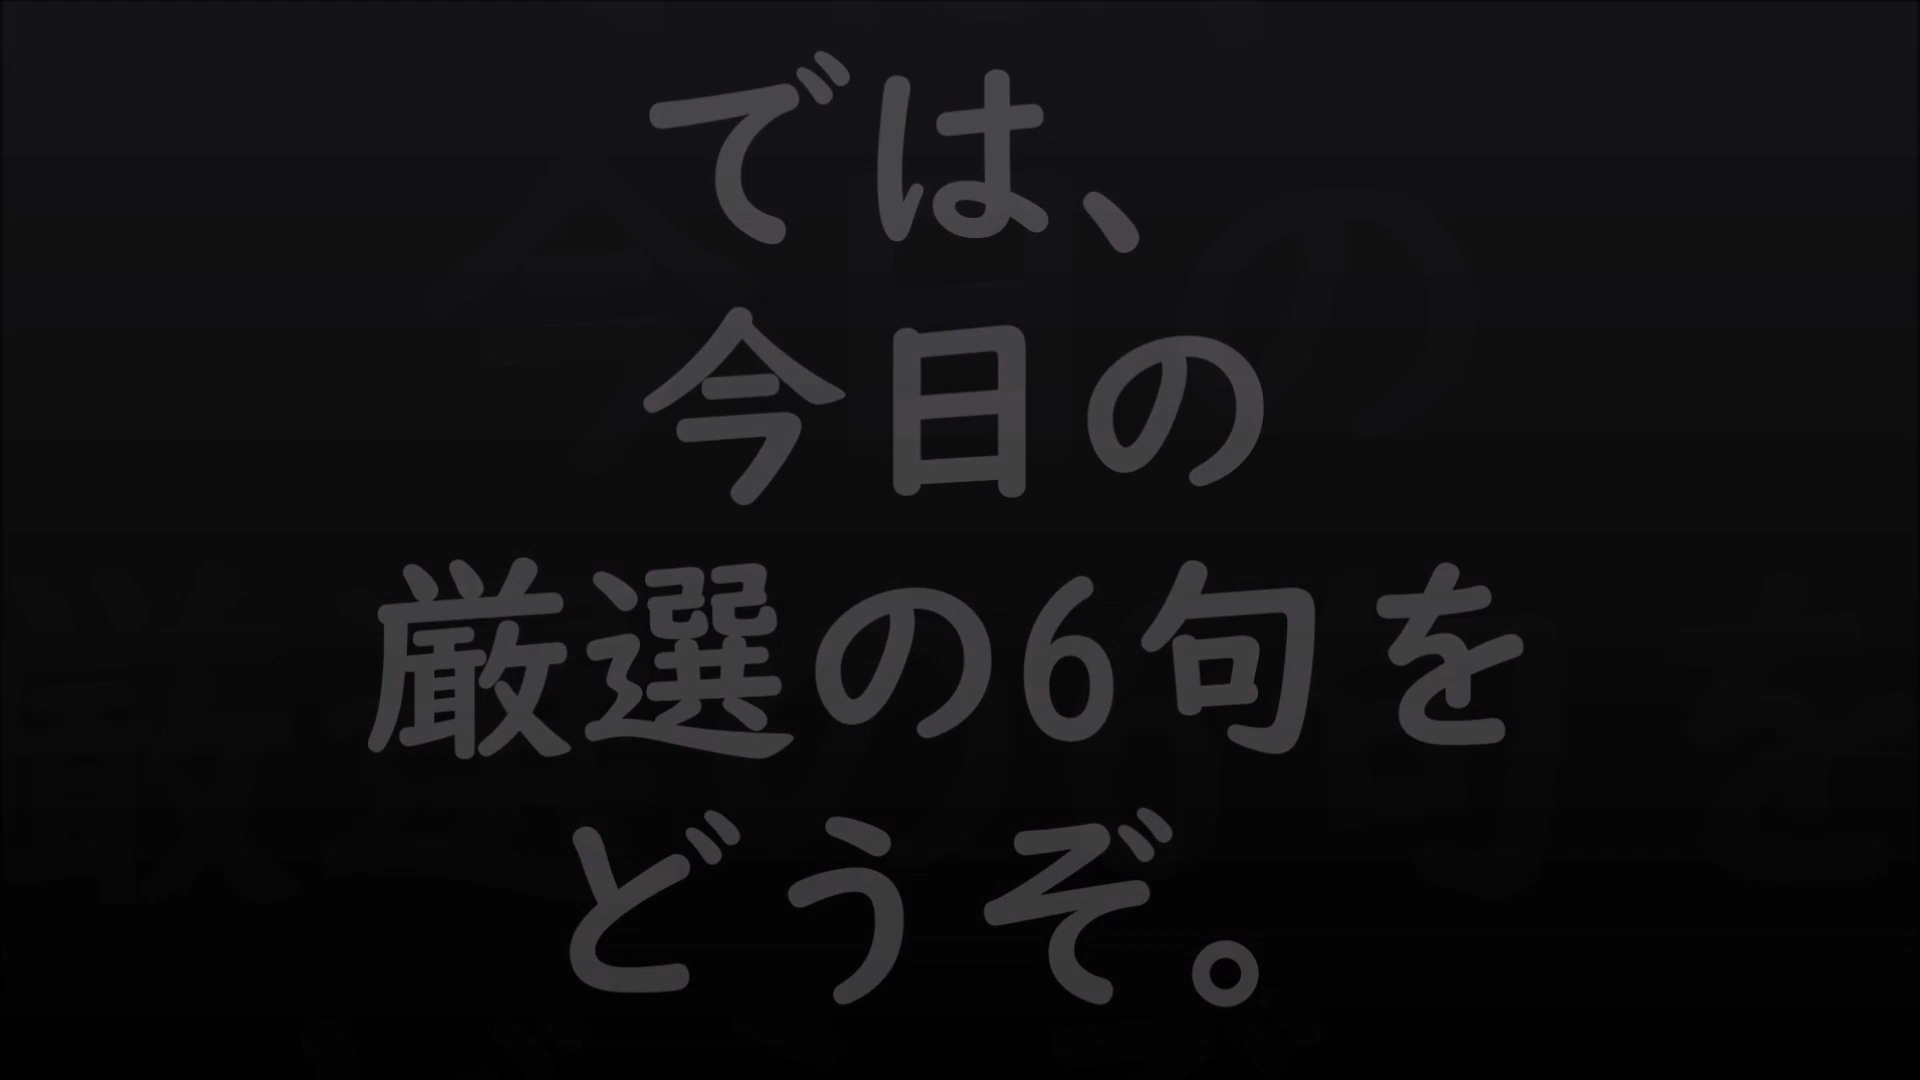 では、
今日の
厳選の6句を
どうぞ。